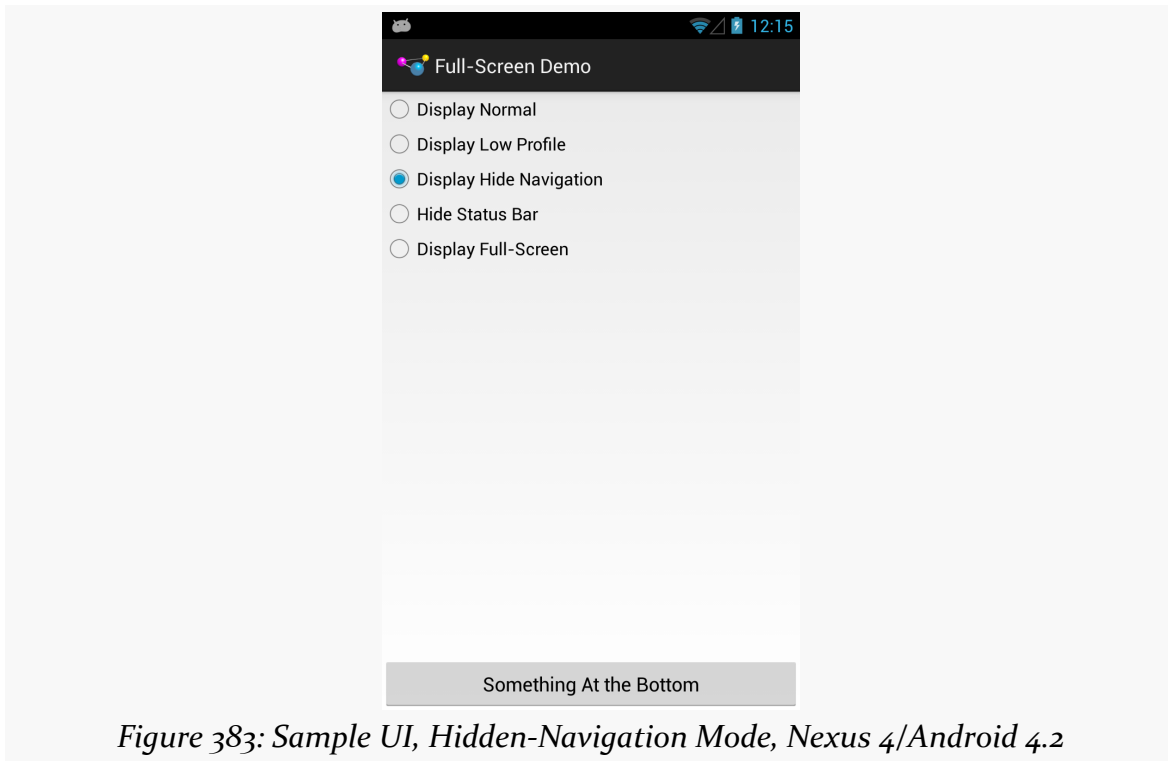 12:15
Full-Screen Demo
Display Normal
Display Low Profile
Display Hide Navigation
Hide Status Bar
Display Full-Screen
Something At the Bottom
Figure 383: Sample UI, Hidden-Navigation Mode, Nexus 4/Android 4.2